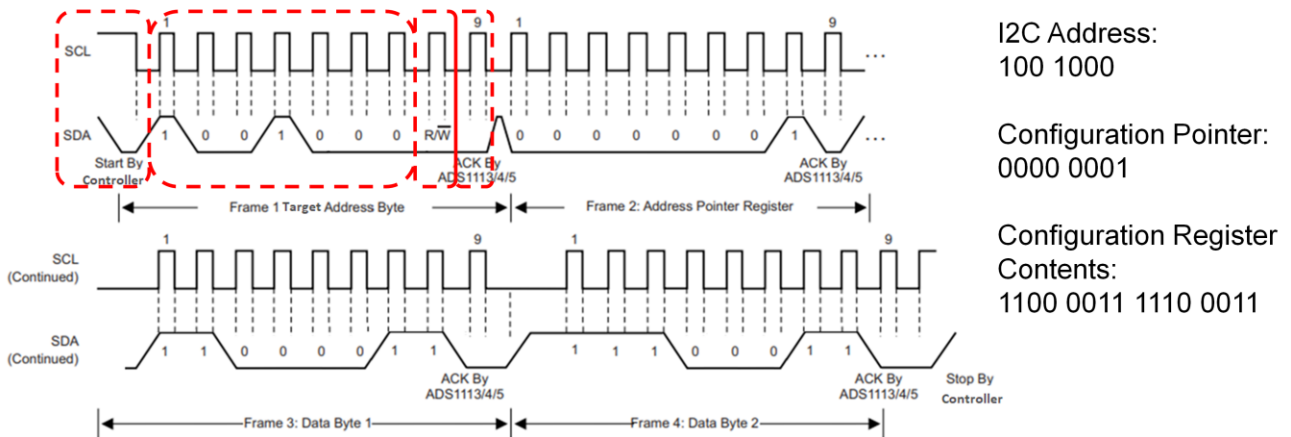 1 9 1 9
SCL
...
SDA
1 0 0 1 0 0 0 R/W̅ 0 0 0 0 0 0 0 1
...
Start By
Controller
ACK By
ADS1113/4/5
ACK By
ADS1113/4/5
Frame 1 Target Address Byte
Frame 2: Address Pointer Register
1 9 1 9
SCL
(Continued)
SDA
(Continued)
1 1 0 0 0 0 1 1 1 1 1 0 0 0 1 1
ACK By
ADS1113/4/5
ACK By
ADS1113/4/5
Stop By
Controller
Frame 3: Data Byte 1
Frame 4: Data Byte 2
I2C Address:
100 1000
Configuration Pointer:
0000 0001
Configuration Register
Contents:
1100 0011 1110 0011